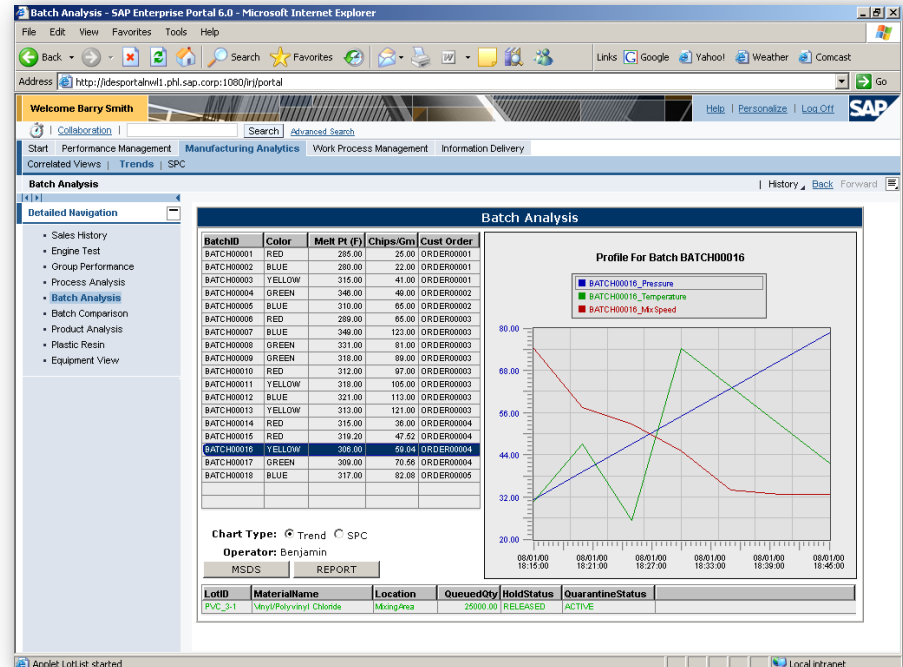 Batch Analysis - SAP Enterprise Portal 6.0 - Microsoft Internet Explorer
File Edit View Favorites Tools Help
Back Search Favorites Links Google Yahoo! Weather Comcast
Address http://idesportalnwl1.phl.sap.corp:1080/irj/portal Go
Welcome Barry Smith Help | Personalize | Log Off SAP
| Collaboration | Search Advanced Search
Start Performance Management Manufacturing Analytics Work Process Management Information Delivery
Correlated Views | Trends | SPC
Batch Analysis | History Back Forward
Detailed Navigation
Sales History
Engine Test
Group Performance
Process Analysis
Batch Analysis
Batch Comparison
Product Analysis
Plastic Resin
Equipment View
Batch Analysis
BatchID Color Melt Pt (F) Chips/Gm Cust Order
BATCH00001 RED 285.00 25.00 ORDER00001
BATCH00002 BLUE 280.00 22.00 ORDER00001
BATCH00003 YELLOW 315.00 41.00 ORDER00001
BATCH00004 GREEN 346.00 49.00 ORDER00002
BATCH00005 BLUE 310.00 65.00 ORDER00002
BATCH00006 RED 289.00 65.00 ORDER00003
BATCH00007 BLUE 349.00 123.00 ORDER00003
BATCH00008 GREEN 331.00 81.00 ORDER00003
BATCH00009 GREEN 318.00 89.00 ORDER00003
BATCH00010 RED 312.00 97.00 ORDER00003
BATCH00011 YELLOW 318.00 105.00 ORDER00003
BATCH00012 BLUE 321.00 113.00 ORDER00003
BATCH00013 YELLOW 313.00 121.00 ORDER00003
BATCH00014 RED 315.00 36.00 ORDER00004
BATCH00015 RED 319.20 47.52 ORDER00004
BATCH00016 YELLOW 306.00 59.04 ORDER00004
BATCH00017 GREEN 309.00 70.56 ORDER00004
BATCH00018 BLUE 317.00 82.08 ORDER00005
Chart Type: Trend SPC
Operator: Benjamin
MSDS REPORT
Profile For Batch BATCH00016
BATCH00016_Pressure
BATCH00016_Temperature
BATCH00016_MixSpeed
80.00
68.00
56.00
44.00
32.00
20.00
08/01/00 08/01/00 08/01/00 08/01/00 08/01/00 08/01/00
18:15:00 18:21:00 18:27:00 18:33:00 18:39:00 18:45:00
LotID MaterialName Location QueuedQty HoldStatus QuarantineStatus
PVC_3-1 Vinyl/Polyvinyl Chloride MixingArea 25000.00 RELEASED ACTIVE
Applet LotList started Local intranet